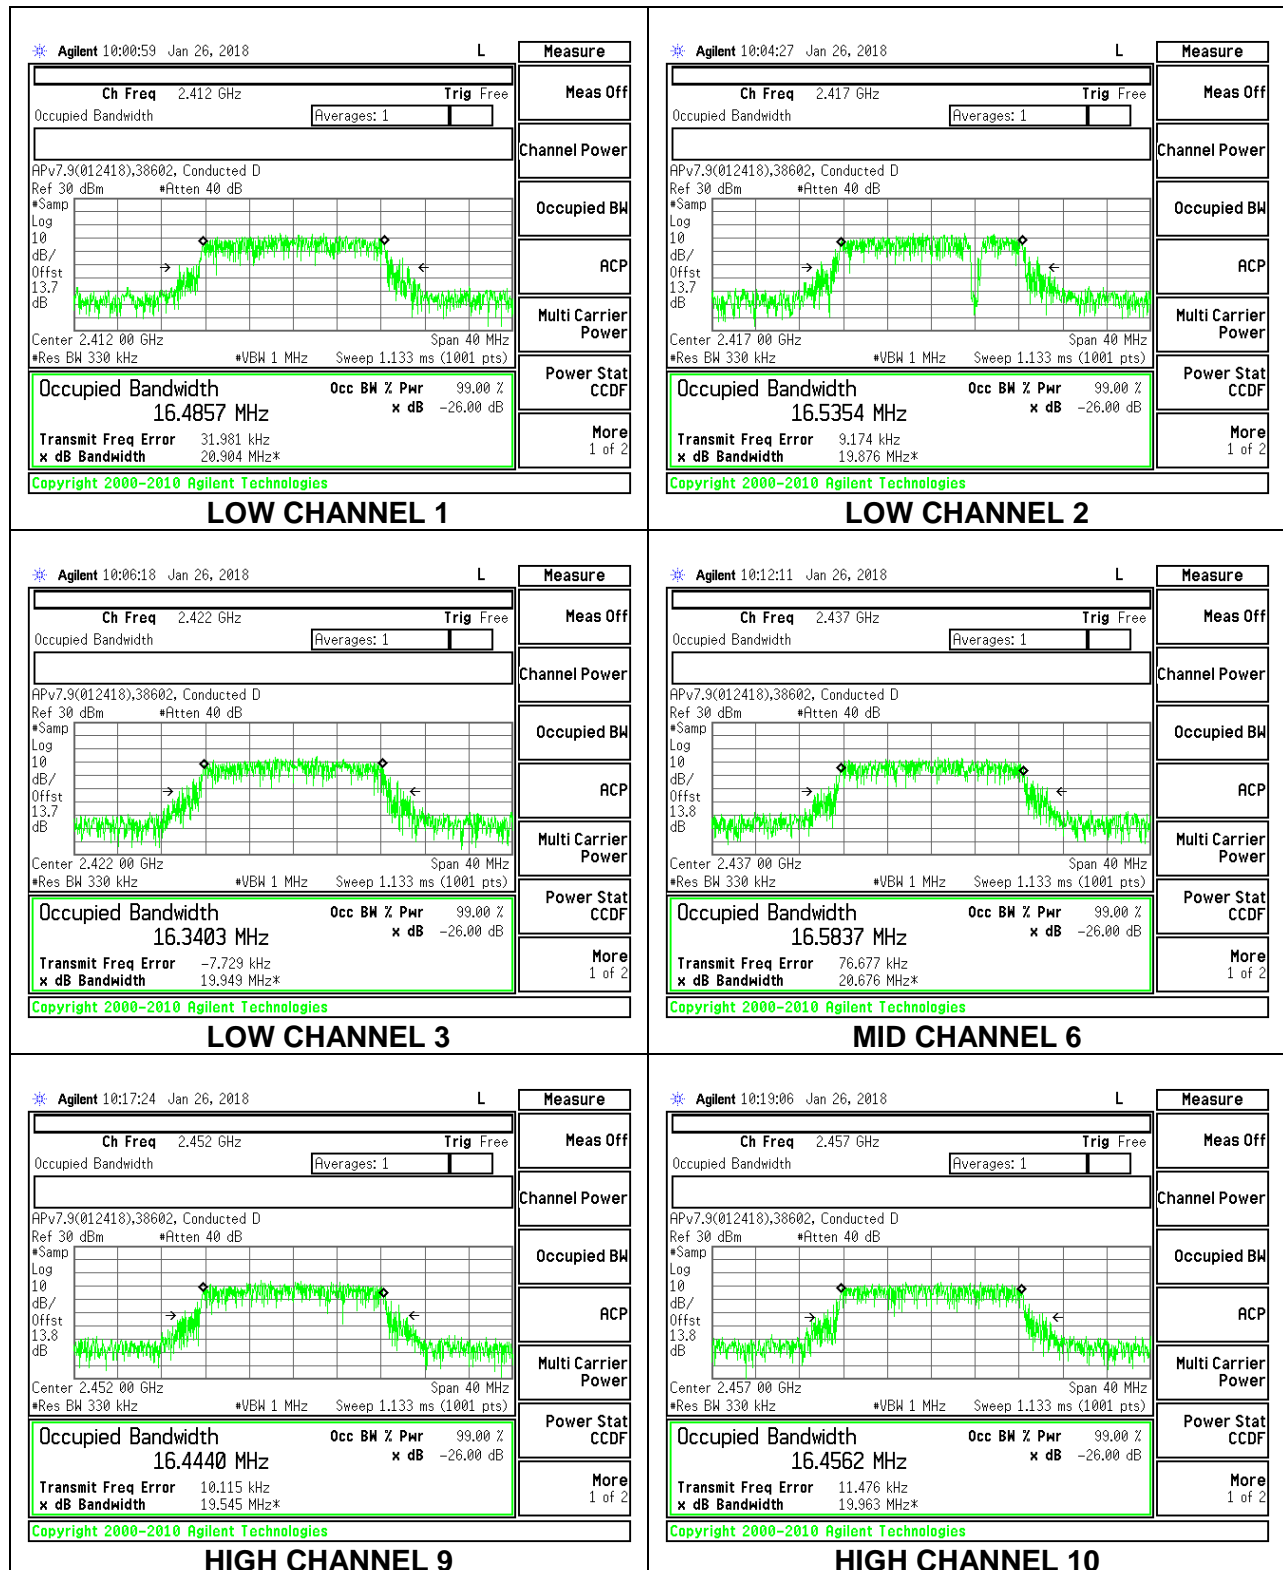 Agilent 10:00:59 Jan 26, 2018 L Measure
Ch Freq 2.412 GHz Trig Free
Meas Off
Occupied Bandwidth Averages: 1
Channel Power
APv7.9(012418),38602, Conducted D
Ref 30 dBm #Atten 40 dB
#Samp
Log
10
dB/
Offst
13.7
dB
Occupied BW
ACP
Multi Carrier
Power
Center 2.412 00 GHz Span 40 MHz
#Res BW 330 kHz #VBW 1 MHz Sweep 1.133 ms (1001 pts)
Power Stat
CCDF
Occupied Bandwidth Occ BW % Pwr 99.00 %
16.4857 MHz x dB -26.00 dB
More
1 of 2
Transmit Freq Error 31.981 kHz
x dB Bandwidth 20.904 MHz*
Copyright 2000-2010 Agilent Technologies
LOW CHANNEL 1
Agilent 10:04:27 Jan 26, 2018 L Measure
Ch Freq 2.417 GHz Trig Free
Meas Off
Occupied Bandwidth Averages: 1
Channel Power
APv7.9(012418),38602, Conducted D
Ref 30 dBm #Atten 40 dB
#Samp
Log
10
dB/
Offst
13.7
dB
Occupied BW
ACP
Multi Carrier
Power
Center 2.417 00 GHz Span 40 MHz
#Res BW 330 kHz #VBW 1 MHz Sweep 1.133 ms (1001 pts)
Power Stat
CCDF
Occupied Bandwidth Occ BW % Pwr 99.00 %
16.5354 MHz x dB -26.00 dB
More
1 of 2
Transmit Freq Error 9.174 kHz
x dB Bandwidth 19.876 MHz*
Copyright 2000-2010 Agilent Technologies
LOW CHANNEL 2
Agilent 10:06:18 Jan 26, 2018 L Measure
Ch Freq 2.422 GHz Trig Free
Meas Off
Occupied Bandwidth Averages: 1
Channel Power
APv7.9(012418),38602, Conducted D
Ref 30 dBm #Atten 40 dB
#Samp
Log
10
dB/
Offst
13.7
dB
Occupied BW
ACP
Multi Carrier
Power
Center 2.422 00 GHz Span 40 MHz
#Res BW 330 kHz #VBW 1 MHz Sweep 1.133 ms (1001 pts)
Power Stat
CCDF
Occupied Bandwidth Occ BW % Pwr 99.00 %
16.3403 MHz x dB -26.00 dB
More
1 of 2
Transmit Freq Error -7.729 kHz
x dB Bandwidth 19.949 MHz*
Copyright 2000-2010 Agilent Technologies
LOW CHANNEL 3
Agilent 10:12:11 Jan 26, 2018 L Measure
Ch Freq 2.437 GHz Trig Free
Meas Off
Occupied Bandwidth Averages: 1
Channel Power
APv7.9(012418),38602, Conducted D
Ref 30 dBm #Atten 40 dB
#Samp
Log
10
dB/
Offst
13.8
dB
Occupied BW
ACP
Multi Carrier
Power
Center 2.437 00 GHz Span 40 MHz
#Res BW 330 kHz #VBW 1 MHz Sweep 1.133 ms (1001 pts)
Power Stat
CCDF
Occupied Bandwidth Occ BW % Pwr 99.00 %
16.5837 MHz x dB -26.00 dB
More
1 of 2
Transmit Freq Error 76.677 kHz
x dB Bandwidth 20.676 MHz*
Copyright 2000-2010 Agilent Technologies
MID CHANNEL 6
Agilent 10:17:24 Jan 26, 2018 L Measure
Ch Freq 2.452 GHz Trig Free
Meas Off
Occupied Bandwidth Averages: 1
Channel Power
APv7.9(012418),38602, Conducted D
Ref 30 dBm #Atten 40 dB
#Samp
Log
10
dB/
Offst
13.8
dB
Occupied BW
ACP
Multi Carrier
Power
Center 2.452 00 GHz Span 40 MHz
#Res BW 330 kHz #VBW 1 MHz Sweep 1.133 ms (1001 pts)
Power Stat
CCDF
Occupied Bandwidth Occ BW % Pwr 99.00 %
16.4440 MHz x dB -26.00 dB
More
1 of 2
Transmit Freq Error 10.115 kHz
x dB Bandwidth 19.545 MHz*
Copyright 2000-2010 Agilent Technologies
HIGH CHANNEL 9
Agilent 10:19:06 Jan 26, 2018 L Measure
Ch Freq 2.457 GHz Trig Free
Meas Off
Occupied Bandwidth Averages: 1
Channel Power
APv7.9(012418),38602, Conducted D
Ref 30 dBm #Atten 40 dB
#Samp
Log
10
dB/
Offst
13.8
dB
Occupied BW
ACP
Multi Carrier
Power
Center 2.457 00 GHz Span 40 MHz
#Res BW 330 kHz #VBW 1 MHz Sweep 1.133 ms (1001 pts)
Power Stat
CCDF
Occupied Bandwidth Occ BW % Pwr 99.00 %
16.4562 MHz x dB -26.00 dB
More
1 of 2
Transmit Freq Error 11.476 kHz
x dB Bandwidth 19.963 MHz*
Copyright 2000-2010 Agilent Technologies
HIGH CHANNEL 10